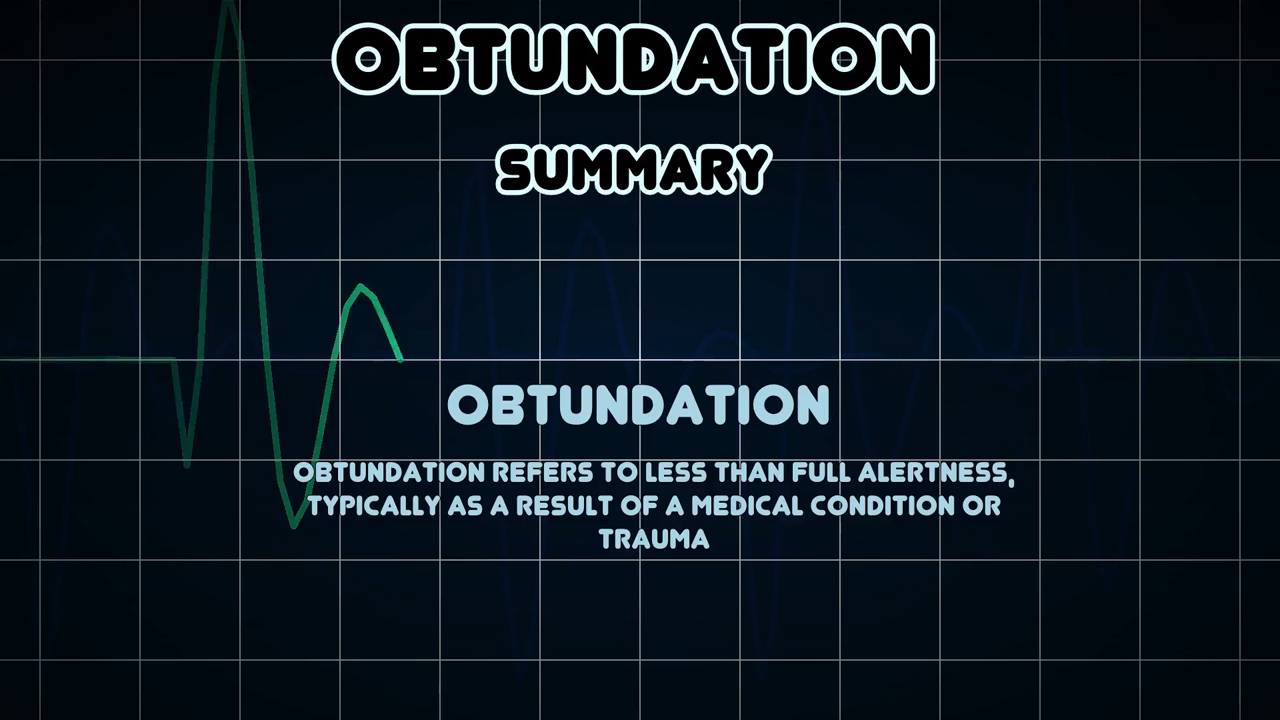 OBTUNDATION
SUMMARY
OBTUNDATION
OBTUNDATION REFERS TO LESS THAN FULL ALERTNESS,
TYPICALLY AS A RESULT OF A MEDICAL CONDITION OR
TRAUMA